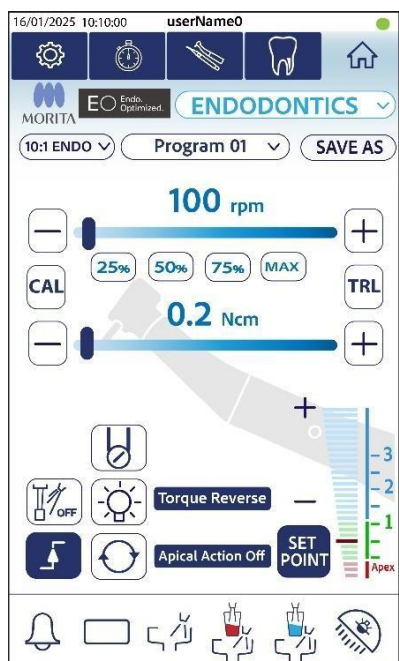 16/01/2025 10:10:00 userName0
MORITA EO Endo. Optimized. ENDODONTICS
10:1 ENDO Program 01 SAVE AS
100 rpm
25% 50% 75% MAX
CAL TRL
0.2 Ncm
3
2
OFF Torque Reverse
1
Apical Action Off SET POINT
Apex